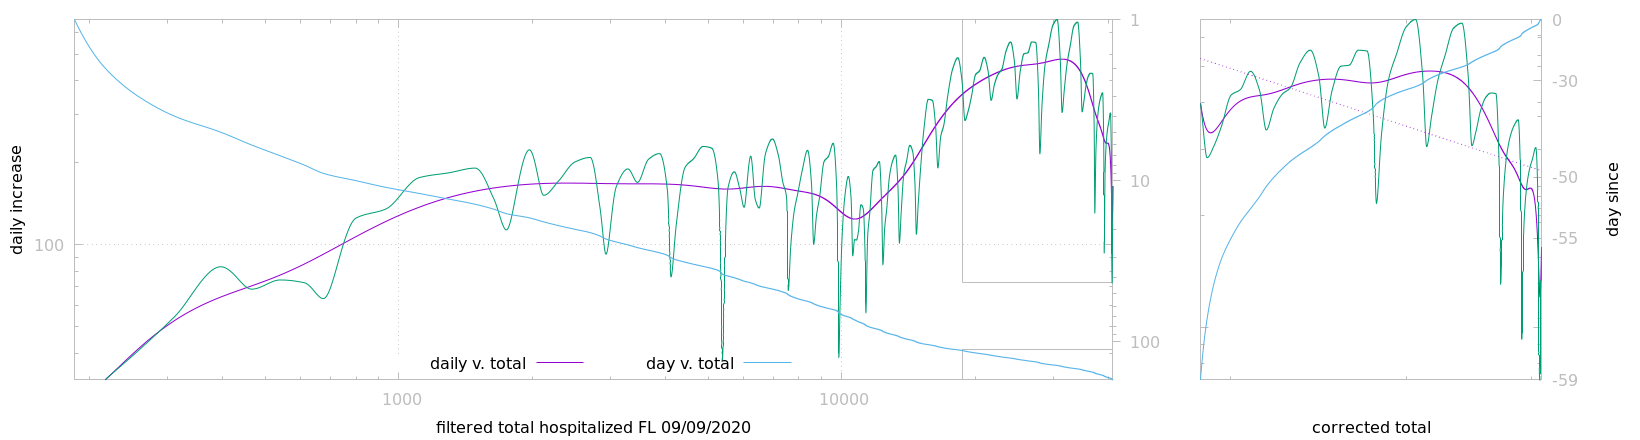 1
0
-30
10
-50
daily increase
day since
100
-55
100
daily v. total
day v. total
-59
1000
10000
filtered total hospitalized FL 09/09/2020
corrected total